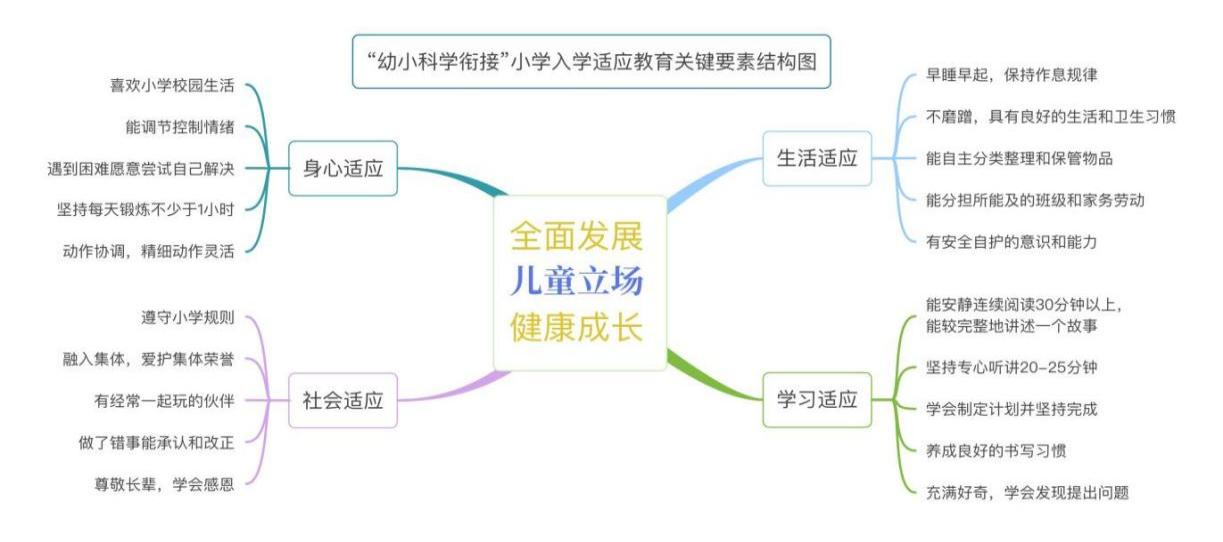 “幼小科学衔接”小学入学适应教育关键要素结构图
全面发展
儿童立场
健康成长
身心适应
喜欢小学校园生活
能调节控制情绪
遇到困难愿意尝试自己解决
坚持每天锻炼不少于1小时
动作协调，精细动作灵活
生活适应
早睡早起，保持作息规律
不磨蹭，具有良好的生活和卫生习惯
能自主分类整理和保管物品
能分担所能及的班级和家务劳动
有安全自护的意识和能力
社会适应
遵守小学规则
融入集体，爱护集体荣誉
有经常一起玩的伙伴
做了错事能承认和改正
尊敬长辈，学会感恩
学习适应
能安静连续阅读30分钟以上，
能较完整地讲述一个故事
坚持专心听讲20-25分钟
学会制定计划并坚持完成
养成良好的书写习惯
充满好奇，学会发现提出问题